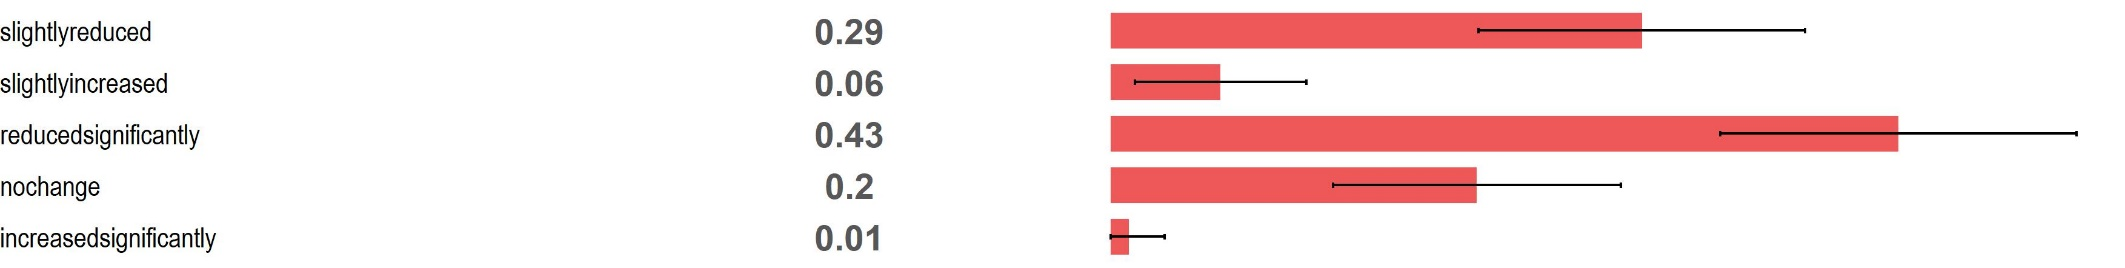 slightlyreduced 0.29
slightlyincreased 0.06
reducedsignificantly 0.43
nochange 0.2
increasedsignificantly 0.01